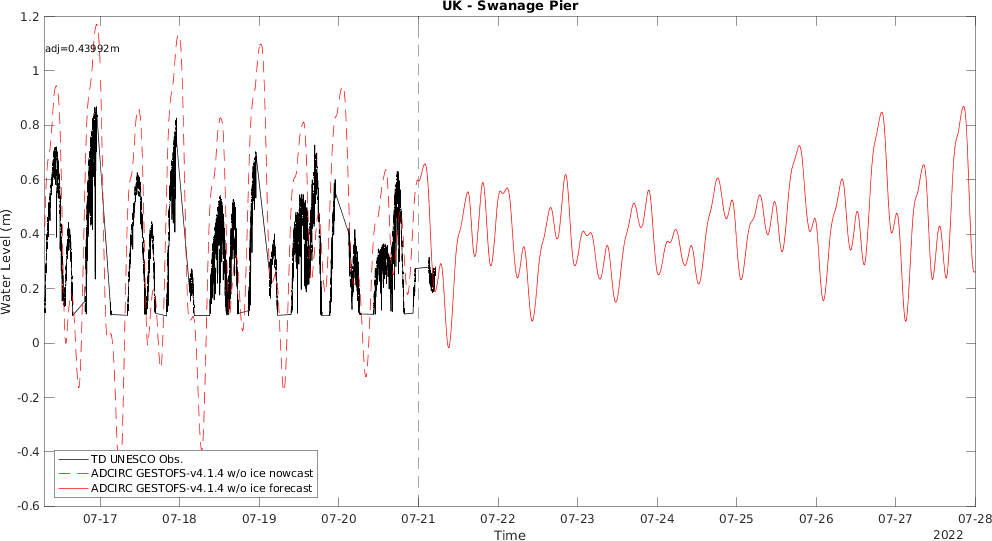 UK - Swanage Pier
adj=0.43992m
Water Level (m)
1.2
1
0.8
0.6
0.4
0.2
0
-0.2
-0.4
-0.6
TD UNESCO Obs.
ADCIRC GESTOFS-v4.1.4 w/o ice nowcast
ADCIRC GESTOFS-v4.1.4 w/o ice forecast
07-17 07-18 07-19 07-20 07-21 07-22 07-23 07-24 07-25 07-26 07-27 07-28
Time
2022